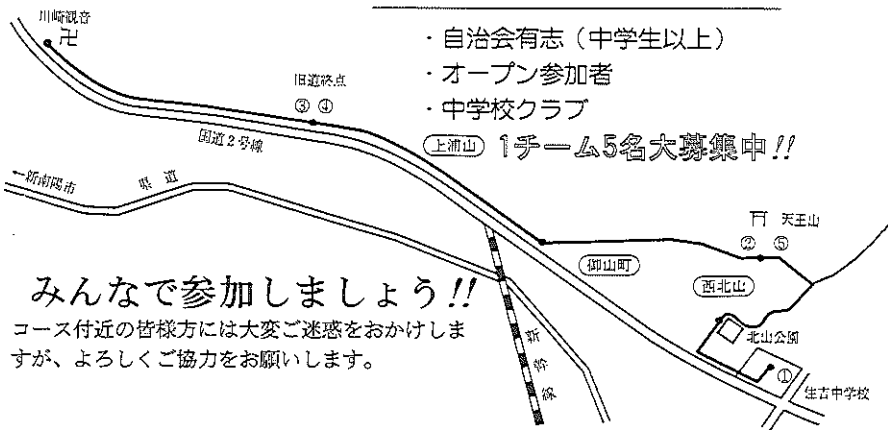 ・自治会有志（中学生以上）
・オープン参加者
・中学校クラブ
上浦山 1チーム5名大募集中!!
川崎観音
卍
旧道終点
③ ④
国道2号線
←新南陽市
県道
天王山
② ⑤
御山町
西北山
北山公園
①
住吉中学校
新幹線
みんなで参加しましょう!!
コース付近の皆様方には大変ご迷惑をおかけしま
すが、よろしくご協力をお願いします。